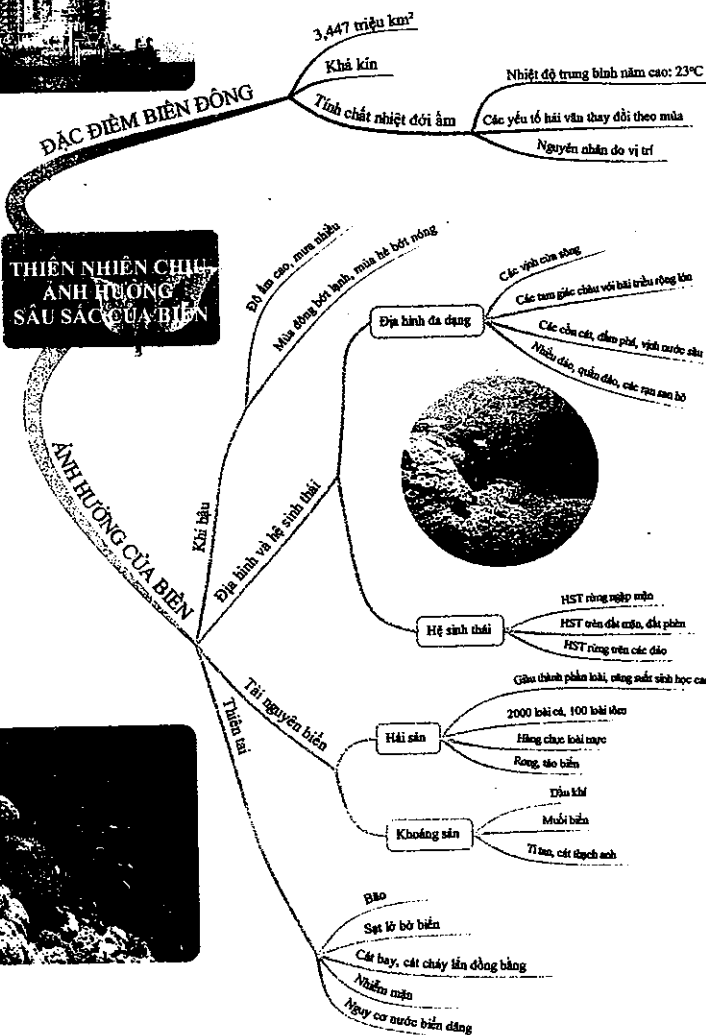 3,447 triệu km²
Khá kín
Tính chất nhiệt đới ẩm
Nhiệt độ trung bình năm cao: 23°C
Các yếu tố hải văn thay đổi theo mùa
Nguyên nhân do vị trí
ĐẶC ĐIỂM BIỂN ĐÔNG
THIÊN NHIÊN CHỊU
ẢNH HƯỞNG
SÂU SẮC CỦA BIỂN
ẢNH HƯỞNG CỦA BIỂN
Khí hậu
Độ ẩm cao, mưa nhiều
Mùa đông bớt lạnh, mùa hè bớt nóng
Địa hình và hệ sinh thái
Địa hình đa dạng
Các vịnh cửa sông
Các tam giác châu với bãi triều rộng lớn
Các cồn cát, đầm phá, vịnh nước sâu
Nhiều đảo, quần đảo, các rạn san hô
Hệ sinh thái
HST rừng ngập mặn
HST trên đất mặn, đất phèn
HST rừng trên các đảo
Tài nguyên biển
Hải sản
Giàu thành phần loài, năng suất sinh học cao
2000 loài cá, 100 loài tôm
Hàng chục loài mực
Rong, tảo biển
Khoáng sản
Dầu khí
Muối biển
Ti tan, cát thạch anh
Thiên tai
Bão
Sạt lở bờ biển
Cát bay, cát chảy lấn đồng bằng
Nhiễm mặn
Nguy cơ nước biển dâng